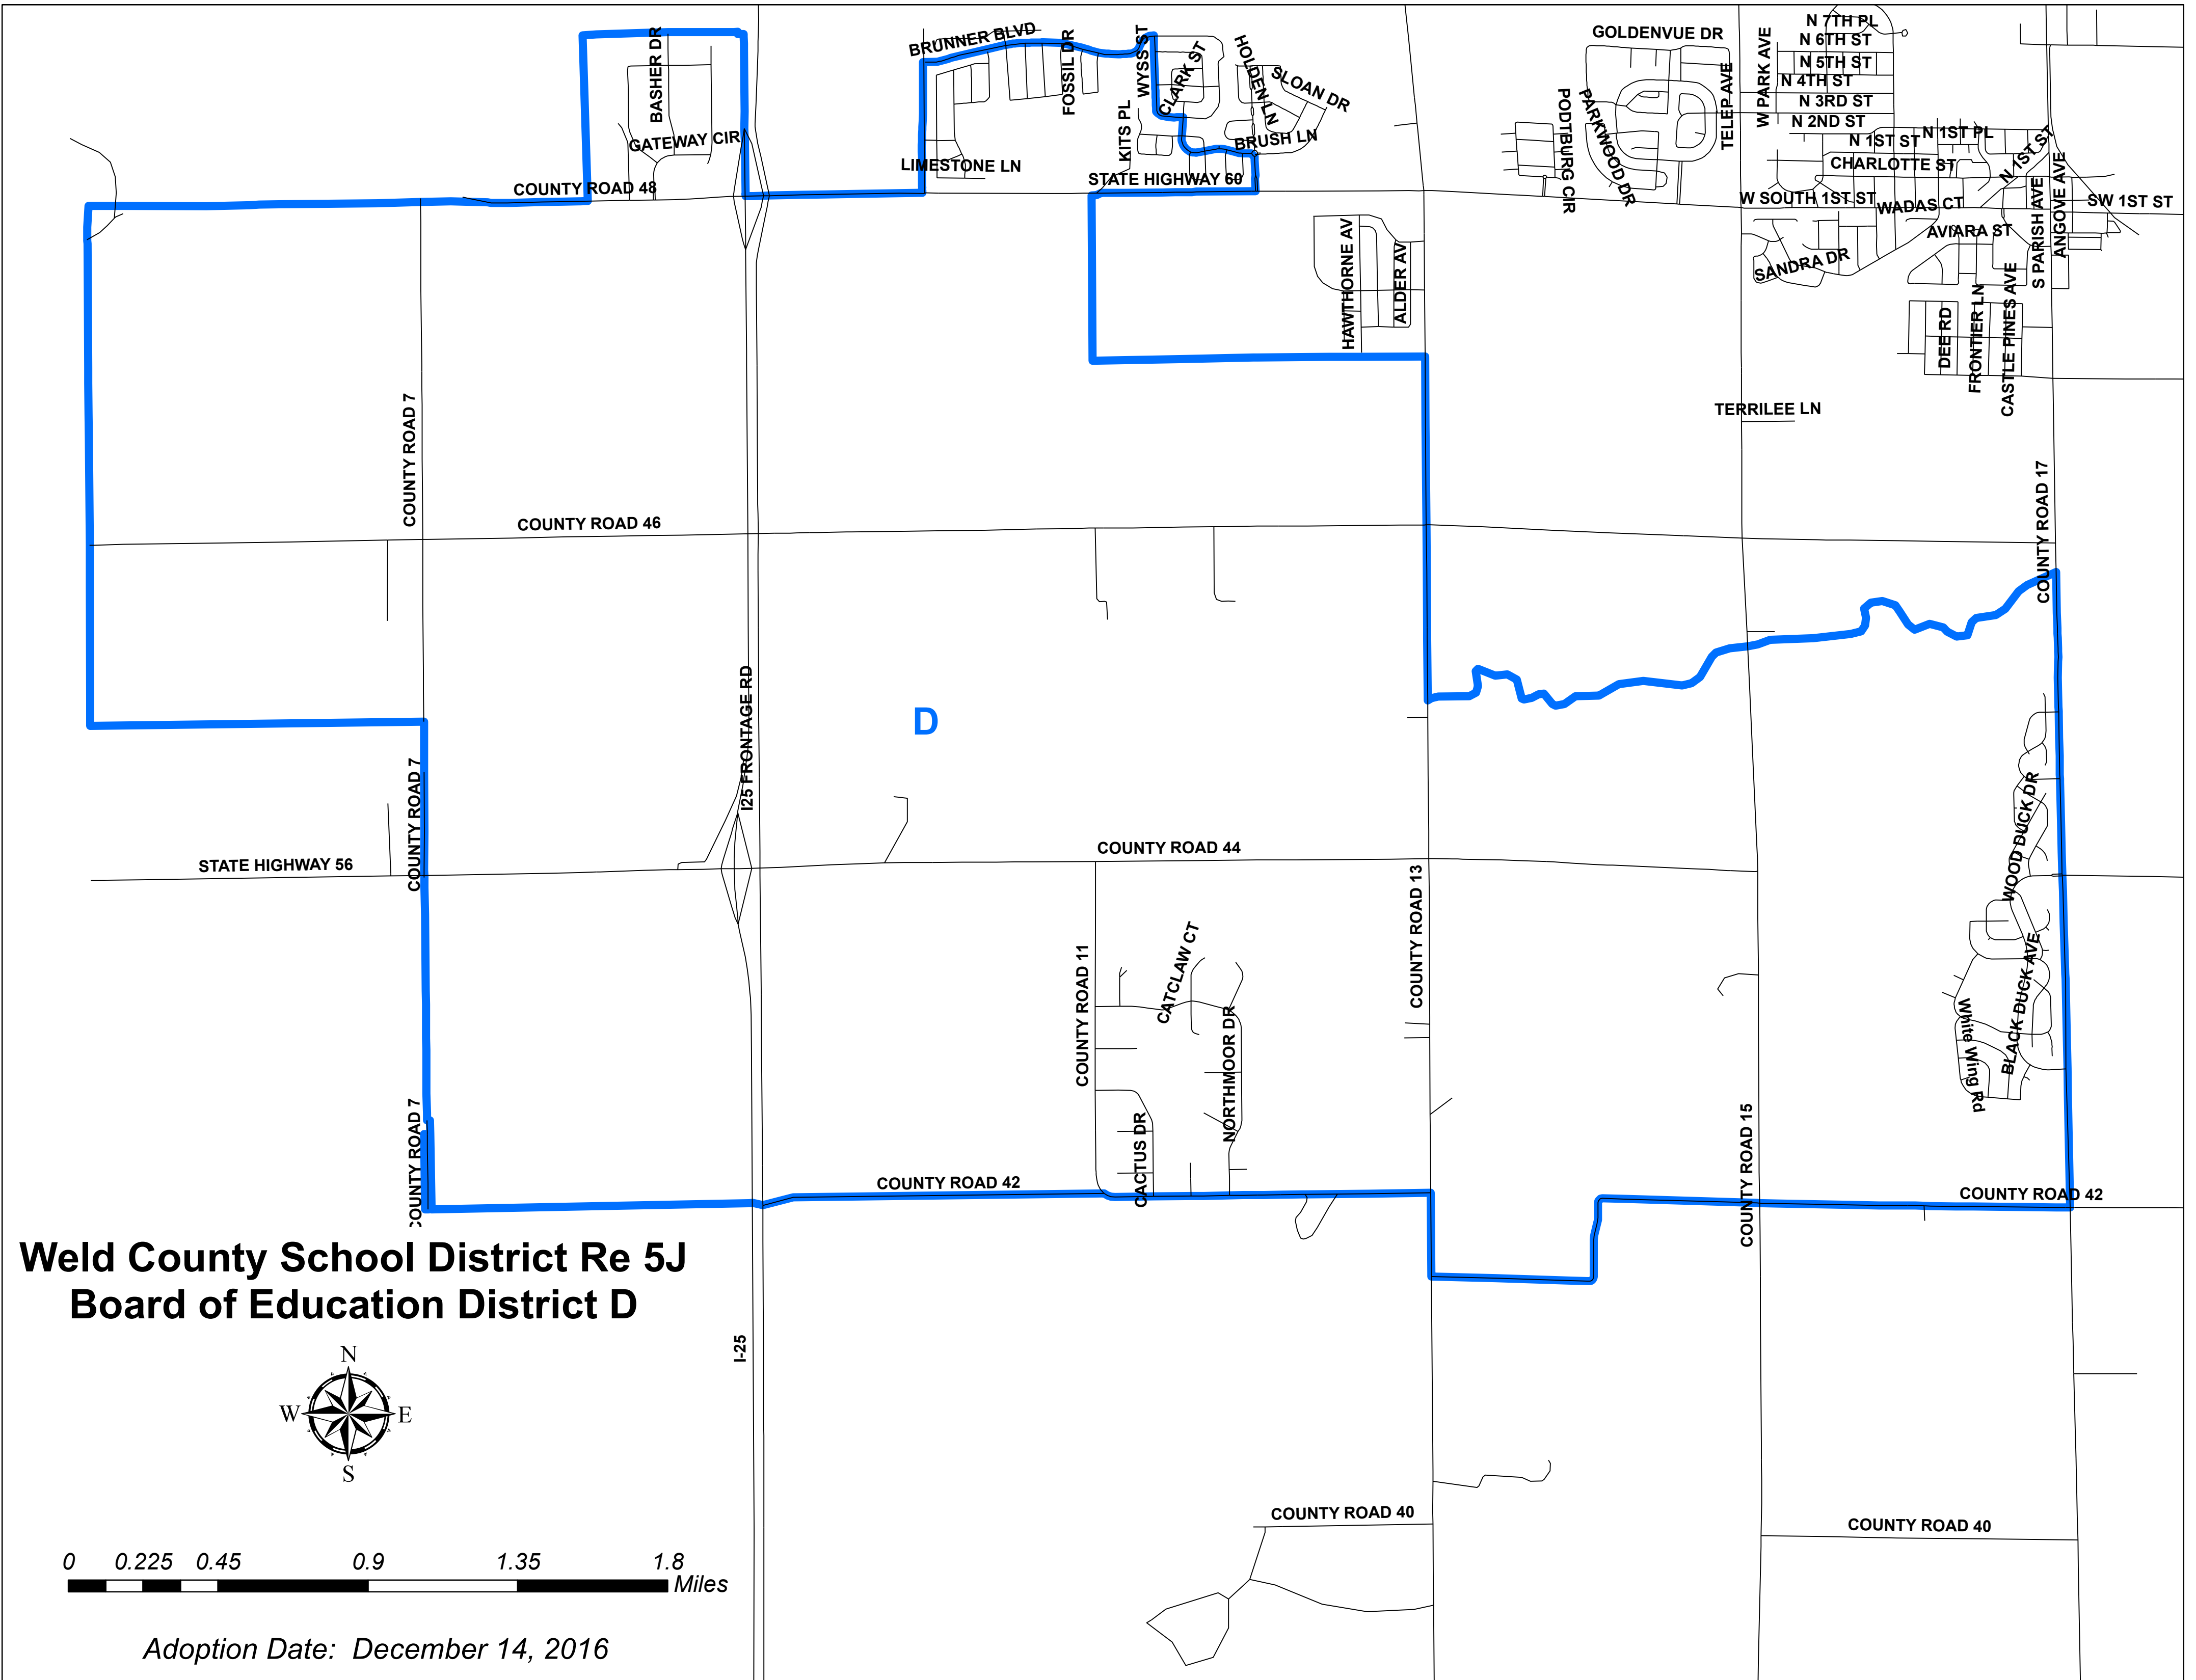 BRUNNER BLVD
BASHER DR
GATEWAY CIR
FOSSIL DR
WYSS ST
CLARK ST
HOLDEN LN
SLOAN DR
BRUSH LN
KITS PL
LIMESTONE LN
STATE HIGHWAY 60
COUNTY ROAD 48
GOLDENVUE DR
TELEP AVE
W PARK AVE
PODTBURG CIR
PARKWOOD DR
N 7TH PL
N 6TH ST
N 5TH ST
N 4TH ST
N 3RD ST
N 2ND ST
N 1ST ST
N 1ST PL
N 1ST ST
CHARLOTTE ST
W SOUTH 1ST ST
WADAS CT
AVIARA ST
SANDRA DR
S PARISH AVE
ANGOVE AVE
SW 1ST ST
HAWTHORNE AV
ALDER AV
DEE RD
FRONTIER LN
CASTLE PINES AVE
TERRILEE LN
COUNTY ROAD 7
COUNTY ROAD 46
COUNTY ROAD 17
I25 FRONTAGE RD
D
COUNTY ROAD 7
STATE HIGHWAY 56
COUNTY ROAD 44
COUNTY ROAD 13
WOOD DUCK DR
BLACK DUCK AVE
White Wing Rd
COUNTY ROAD 11
CATCLAW CT
NORTHMOOR DR
CACTUS DR
COUNTY ROAD 7
COUNTY ROAD 42
COUNTY ROAD 15
COUNTY ROAD 42
Weld County School District Re 5J
Board of Education District D
I-25
N
W E
S
COUNTY ROAD 40
COUNTY ROAD 40
0 0.225 0.45 0.9 1.35 1.8
Miles
Adoption Date: December 14, 2016